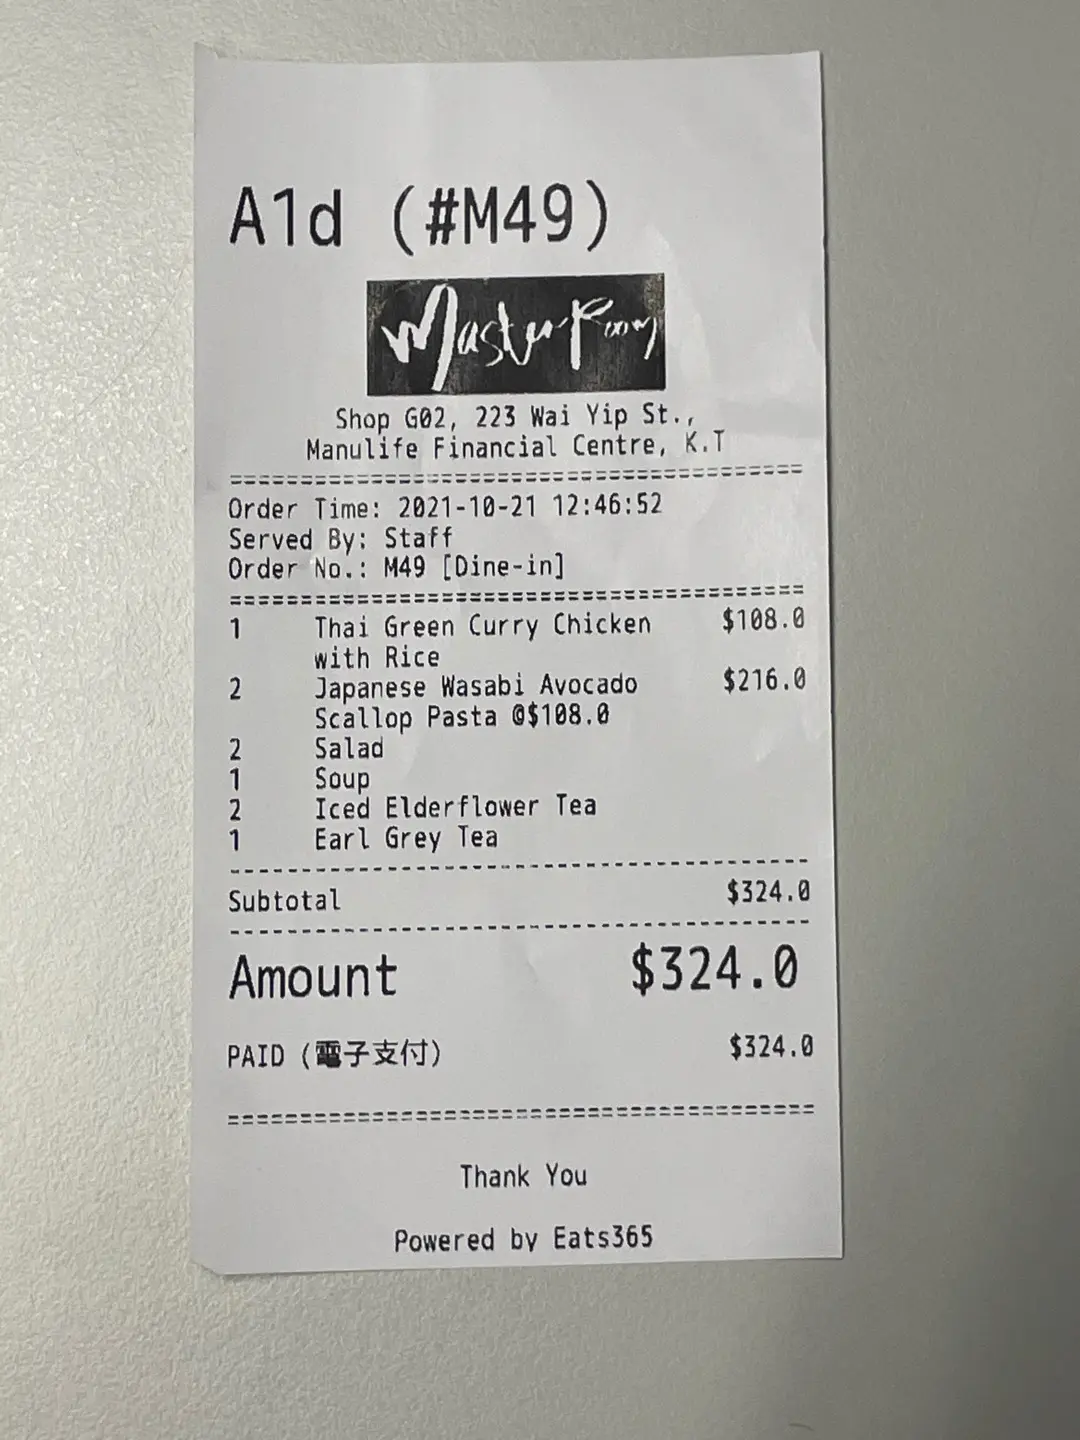 A1d (#M49)
Master Room
Shop G02, 223 Wai Yip St.,
Manulife Financial Centre, K.T
========================================
Order Time: 2021-10-21 12:46:52
Served By: Staff
Order No.: M49 [Dine-in]
========================================
1 Thai Green Curry Chicken $108.0
with Rice
2 Japanese Wasabi Avocado $216.0
Scallop Pasta @$108.0
2 Salad
1 Soup
2 Iced Elderflower Tea
1 Earl Grey Tea
----------------------------------------
Subtotal $324.0
----------------------------------------
Amount $324.0
PAID (電子支付) $324.0
========================================
Thank You
Powered by Eats365